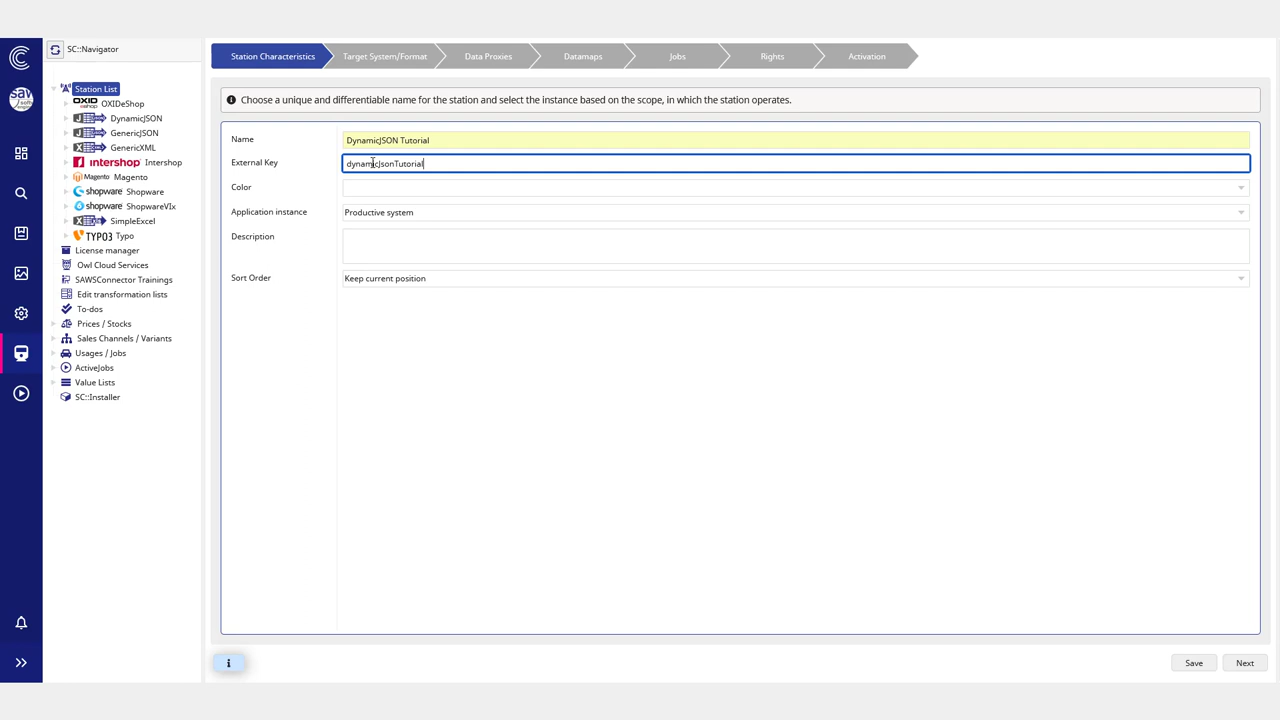 SC::Navigator
Station Characteristics
Target System/Format
Data Proxies
Datamaps
Jobs
Rights
Activation
Station List
OXID eshop OXIDeShop
DynamicJSON
GenericJSON
GenericXML
intershop Intershop
Magento Magento
shopware Shopware
shopware ShopwareVIx
SimpleExcel
TYPO3 Typo
License manager
Owl Cloud Services
SAWSConnector Trainings
Edit transformation lists
To-dos
Prices / Stocks
Sales Channels / Variants
Usages / Jobs
ActiveJobs
Value Lists
SC::Installer
Choose a unique and differentiable name for the station and select the instance based on the scope, in which the station operates.
Name DynamicJSON Tutorial
External Key dynamicJsonTutorial
Color
Application instance Productive system
Description
Sort Order Keep current position
i
Save
Next